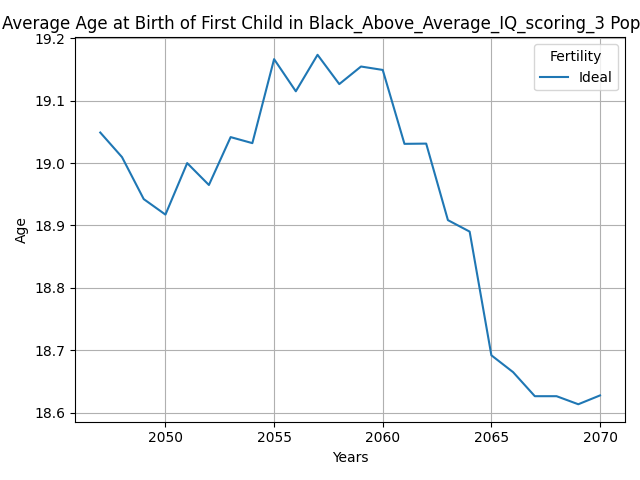 Average Age at Birth of First Child in Black_Above_Average_IQ_scoring_3 Pop
Fertility
Ideal
19.2
19.1
19.0
18.9
18.8
18.7
18.6
Age
2050 2055 2060 2065 2070
Years